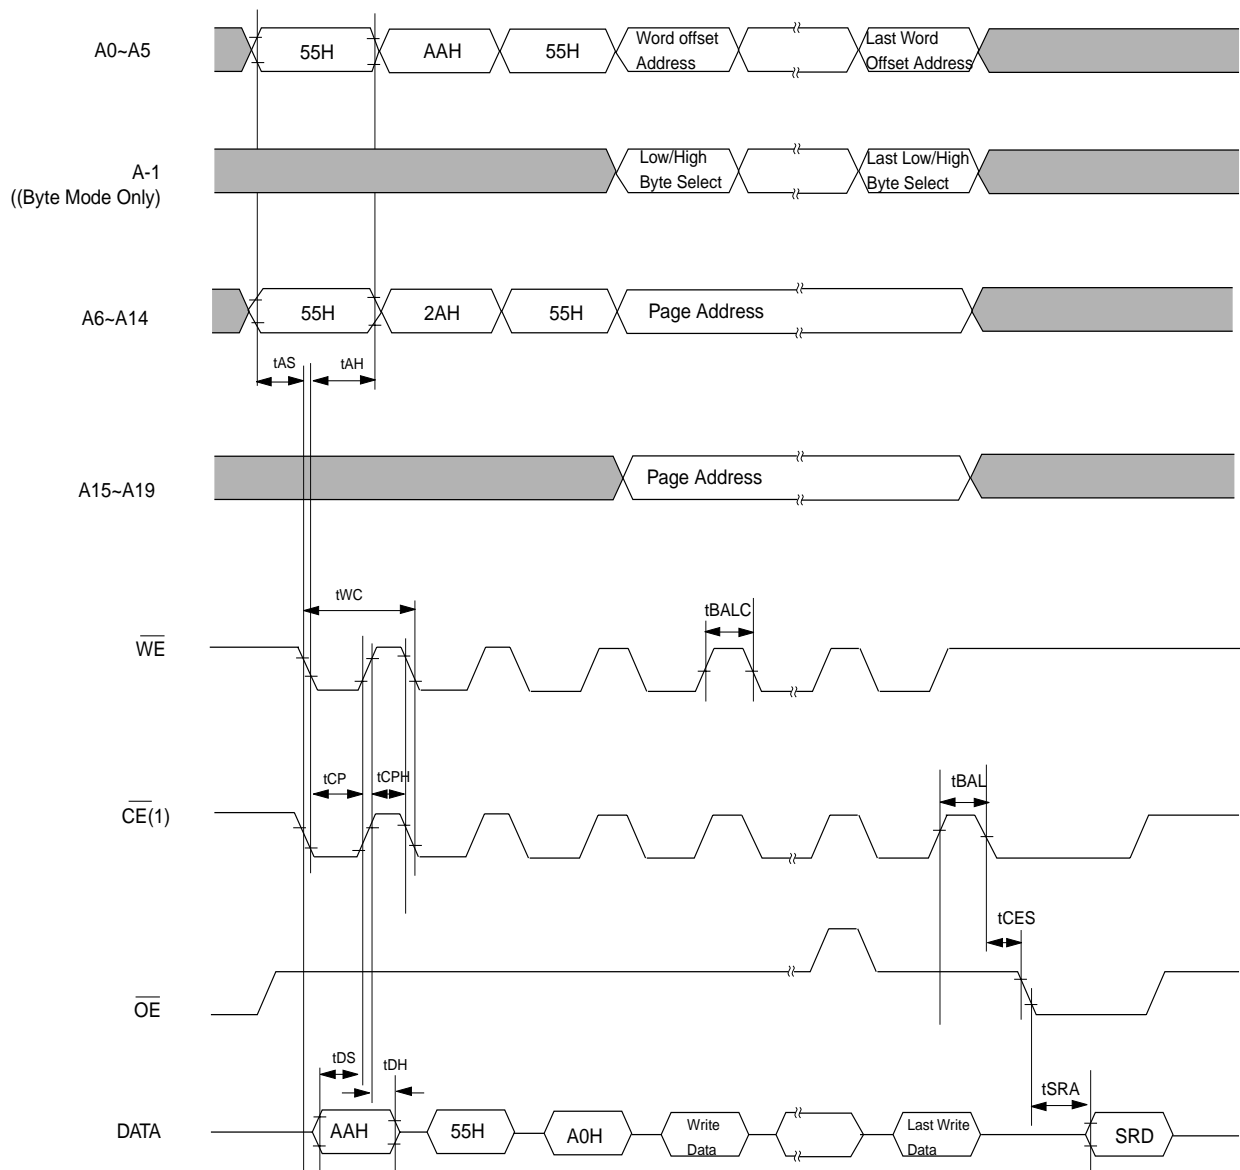 A0~A5
55H
AAH
55H
Word offset
Address
Last Word
Offset Address
A-1
((Byte Mode Only)
Low/High
Byte Select
Last Low/High
Byte Select
A6~A14
55H
2AH
55H
Page Address
tAS
tAH
A15~A19
Page Address
tWC
tBALC
WE
tCP
tCPH
tBAL
CE(1)
tCES
OE
tDS
tDH
tSRA
DATA
AAH
55H
A0H
Write
Data
Last Write
Data
SRD